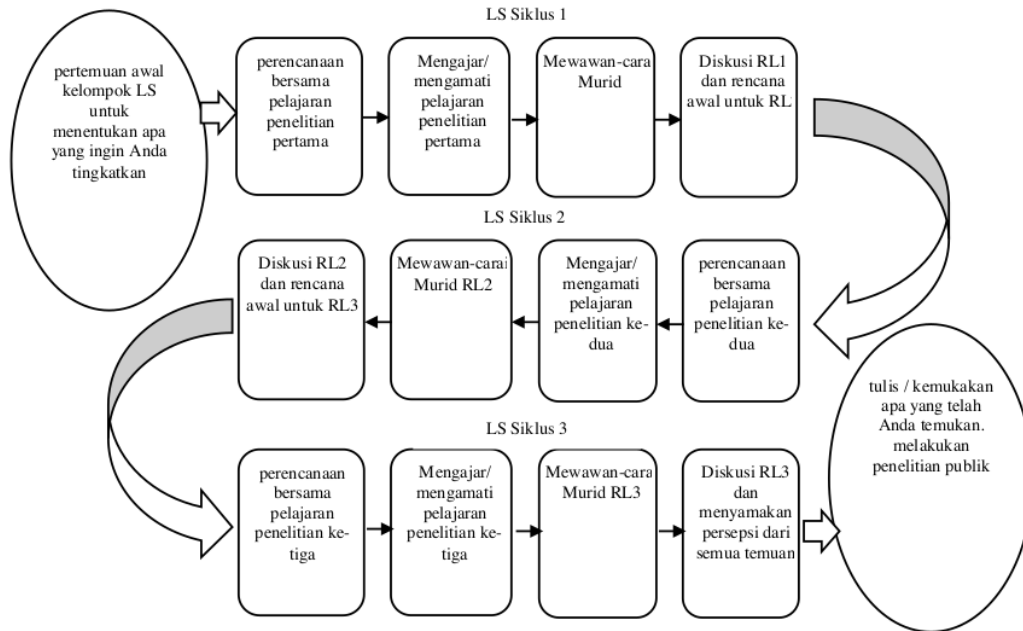 LS Siklus 1
pertemuan awal
kelompok LS
untuk
menentukan apa
yang ingin Anda
tingkatkan
perencanaan
bersama
pelajaran
penelitian
pertama
Mengajar/
mengamati
pelajaran
penelitian
pertama
Mewawan-cara
Murid
Diskusi RL1
dan rencana
awal untuk RL
LS Siklus 2
perencanaan
bersama
pelajaran
penelitian ke-
dua
Mengajar/
mengamati
pelajaran
penelitian ke-
dua
Mewawan-carai
Murid RL2
Diskusi RL2
dan rencana
awal untuk RL3
LS Siklus 3
perencanaan
bersama
pelajaran
penelitian ke-
tiga
Mengajar/
mengamati
pelajaran
penelitian ke-
tiga
Mewawan-cara
Murid RL3
Diskusi RL3
dan
menyamakan
persepsi dari
semua temuan
tulis / kemukakan
apa yang telah
Anda temukan.
melakukan
penelitian publik